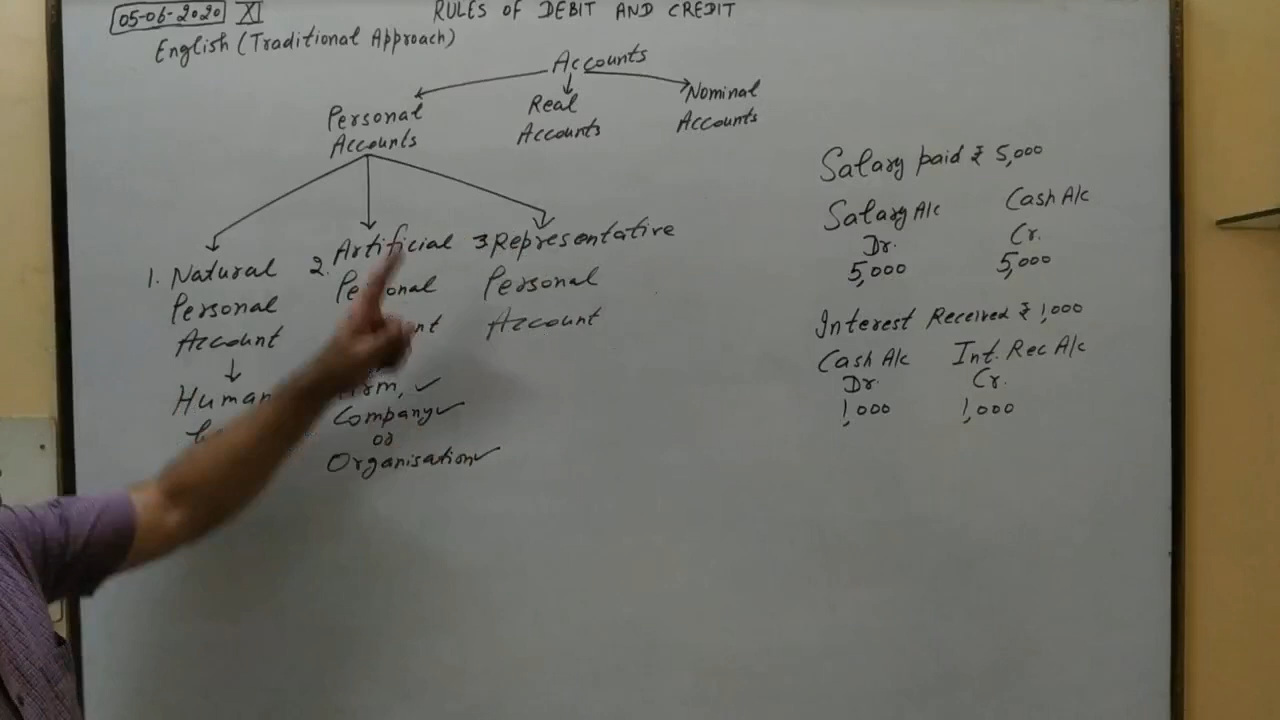 05-06-2020 XI RULES OF DEBIT AND CREDIT
English (Traditional Approach)
Accounts
Personal
Accounts
Real
Accounts
Nominal
Accounts
1. Natural
Personal
Account
Human
2. Artificial
Company
or
Organisation
3. Representative
Personal
Account
Salary paid ₹ 5,000
Salary A/c Cash A/c
Dr. Cr.
5,000 5,000
Interest Received ₹ 1,000
Cash A/c Int. Rec A/c
Dr. Cr.
1,000 1,000